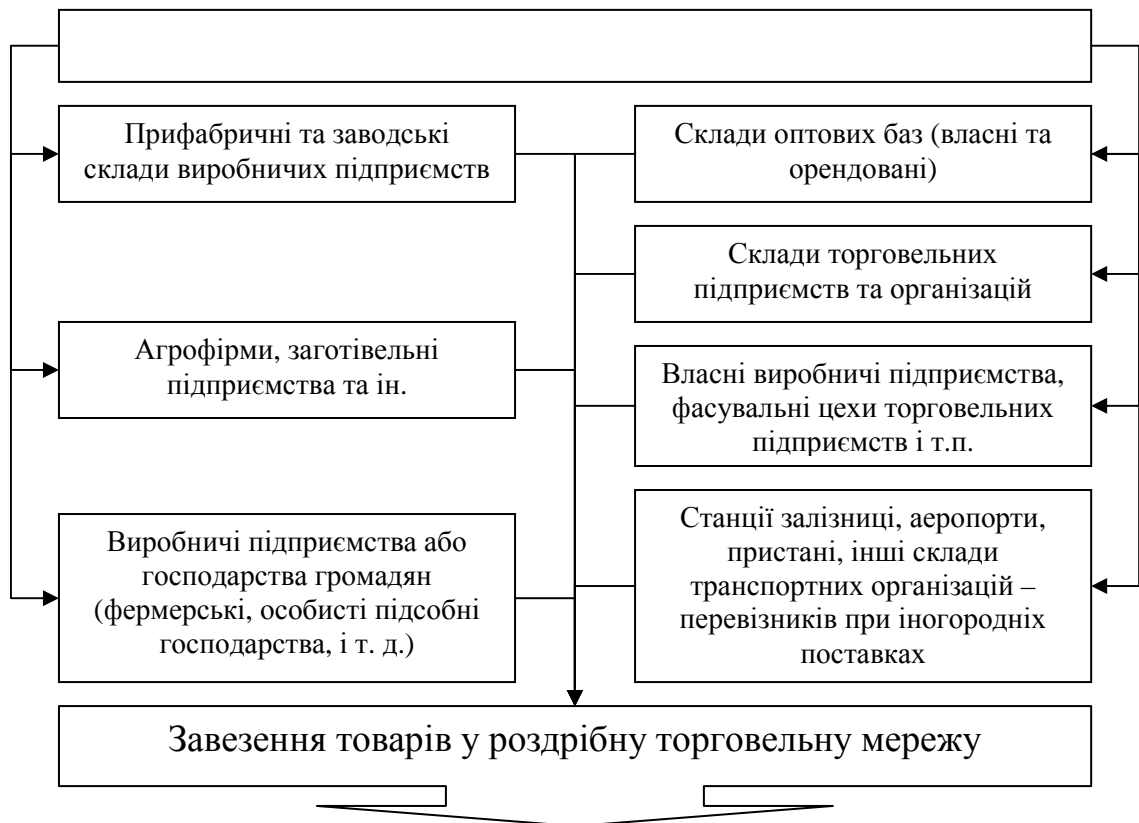 Прифабричні та заводські
склади виробничих підприємств
Склади оптових баз (власні та
орендовані)
Склади торговельних
підприємств та організацій
Агрофірми, заготівельні
підприємства та ін.
Власні виробничі підприємства,
фасувальні цехи торговельних
підприємств і т.п.
Виробничі підприємства або
господарства громадян
(фермерські, особисті підсобні
господарства, і т. д.)
Станції залізниці, аеропорти,
пристані, інші склади
транспортних організацій –
перевізників при іногородніх
поставках
Завезення товарів у роздрібну торговельну мережу